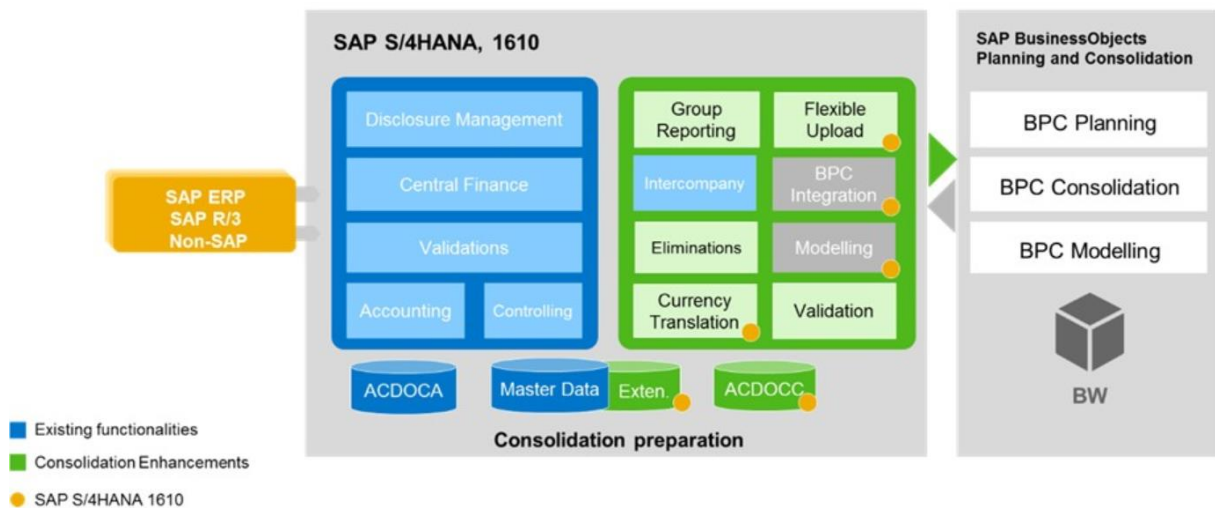 SAP S/4HANA, 1610
Disclosure Management
Central Finance
Validations
Accounting
Controlling
Group
Reporting
Flexible
Upload
Intercompany
BPC
Integration
Eliminations
Modelling
Currency
Translation
Validation
ACDOCA
Master Data
Exten.
ACDOCC
Consolidation preparation
SAP ERP
SAP R/3
Non-SAP
SAP BusinessObjects
Planning and Consolidation
BPC Planning
BPC Consolidation
BPC Modelling
BW
Existing functionalities
Consolidation Enhancements
SAP S/4HANA 1610